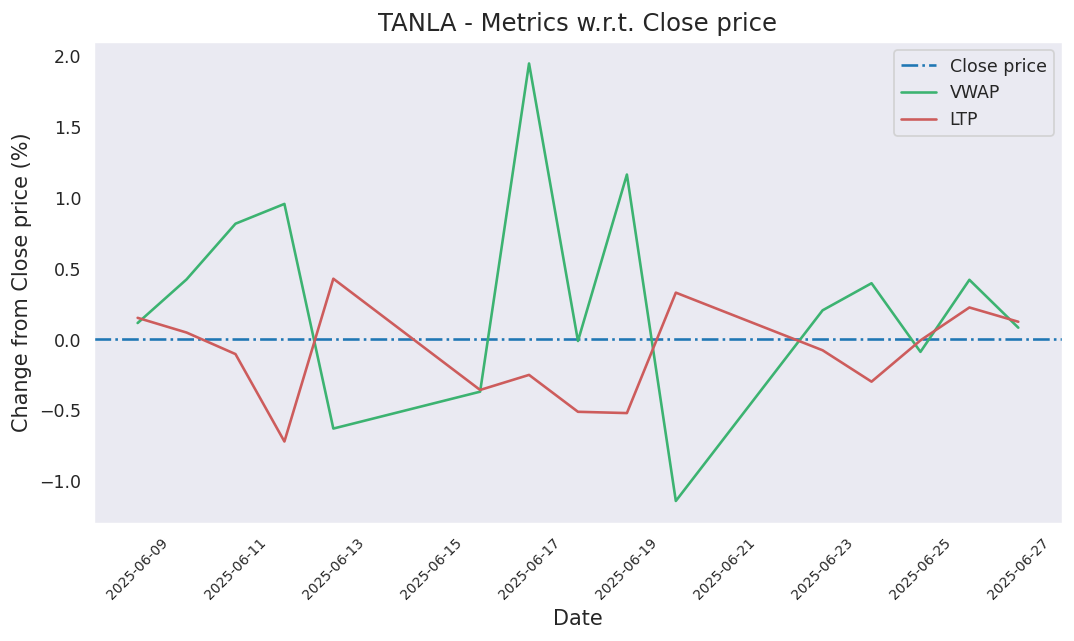 TANLA - Metrics w.r.t. Close price
Change from Close price (%)
2.0
1.5
1.0
0.5
0.0
−0.5
−1.0
Close price
VWAP
LTP
2025-06-09
2025-06-11
2025-06-13
2025-06-15
2025-06-17
2025-06-19
2025-06-21
2025-06-23
2025-06-25
2025-06-27
Date